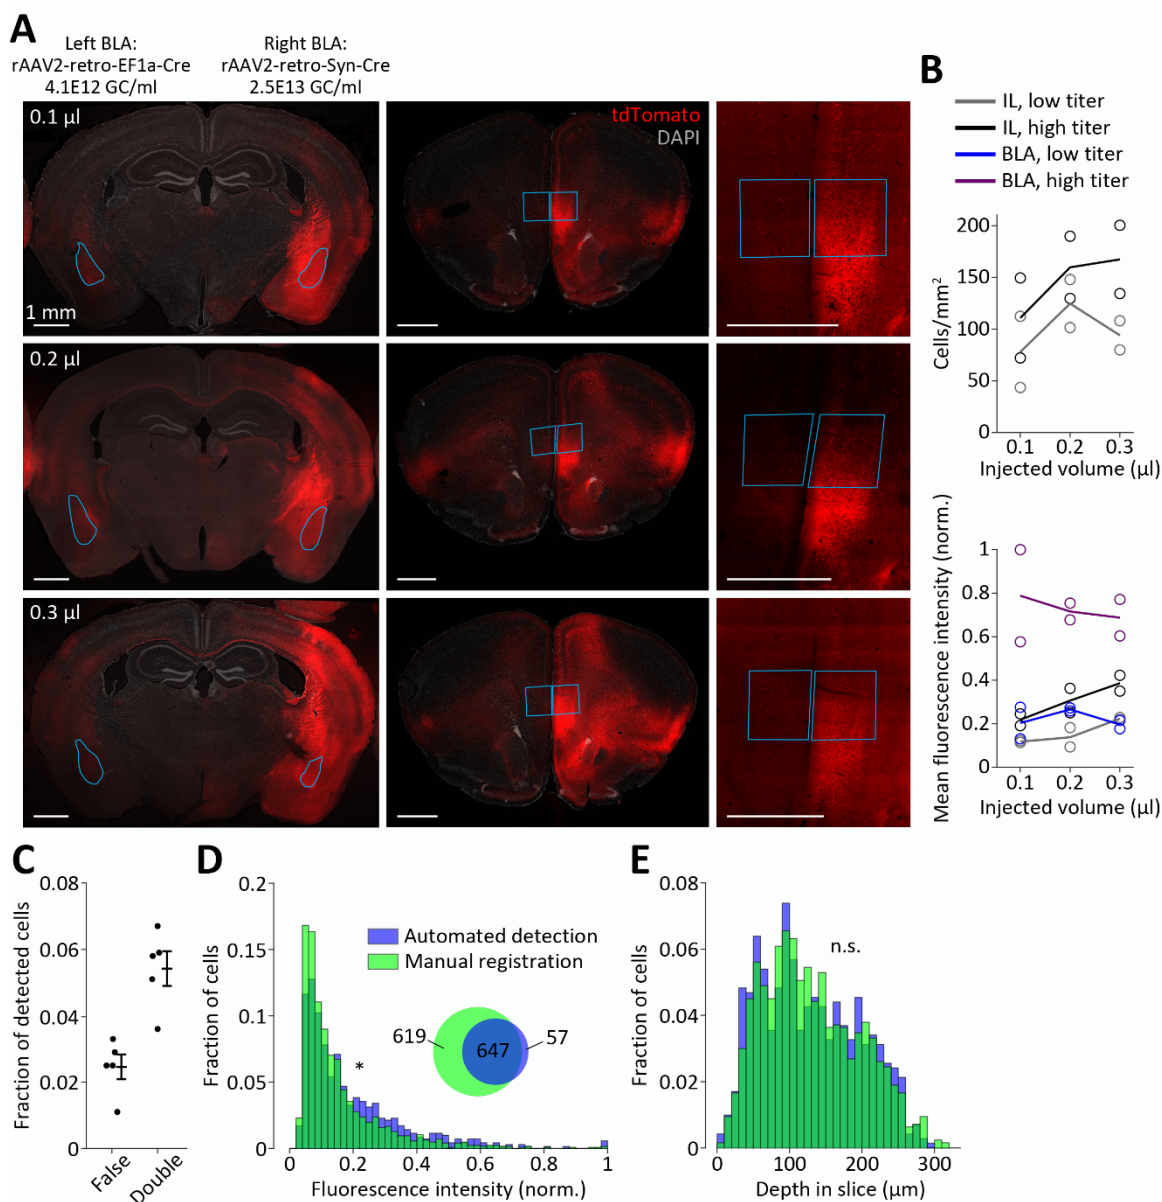 A
Left BLA:
rAAV2-retro-EF1a-Cre
4.1E12 GC/ml
Right BLA:
rAAV2-retro-Syn-Cre
2.5E13 GC/ml
0.1 µl
1 mm
tdTomato
DAPI
0.2 µl
0.3 µl
B
IL, low titer
IL, high titer
BLA, low titer
BLA, high titer
Cells/mm²
200
150
100
50
0
0.1 0.2 0.3
Injected volume (µl)
Mean fluorescence intensity (norm.)
1
0.8
0.6
0.4
0.2
0
0.1 0.2 0.3
Injected volume (µl)
C
Fraction of detected cells
0.08
0.06
0.04
0.02
0
False
Double
D
Fraction of cells
0.2
0.15
0.1
0.05
0
Automated detection
Manual registration
619
647
57
*
0 0.2 0.4 0.6 0.8 1
Fluorescence intensity (norm.)
E
Fraction of cells
0.08
0.06
0.04
0.02
0
n.s.
0 100 200 300
Depth in slice (µm)